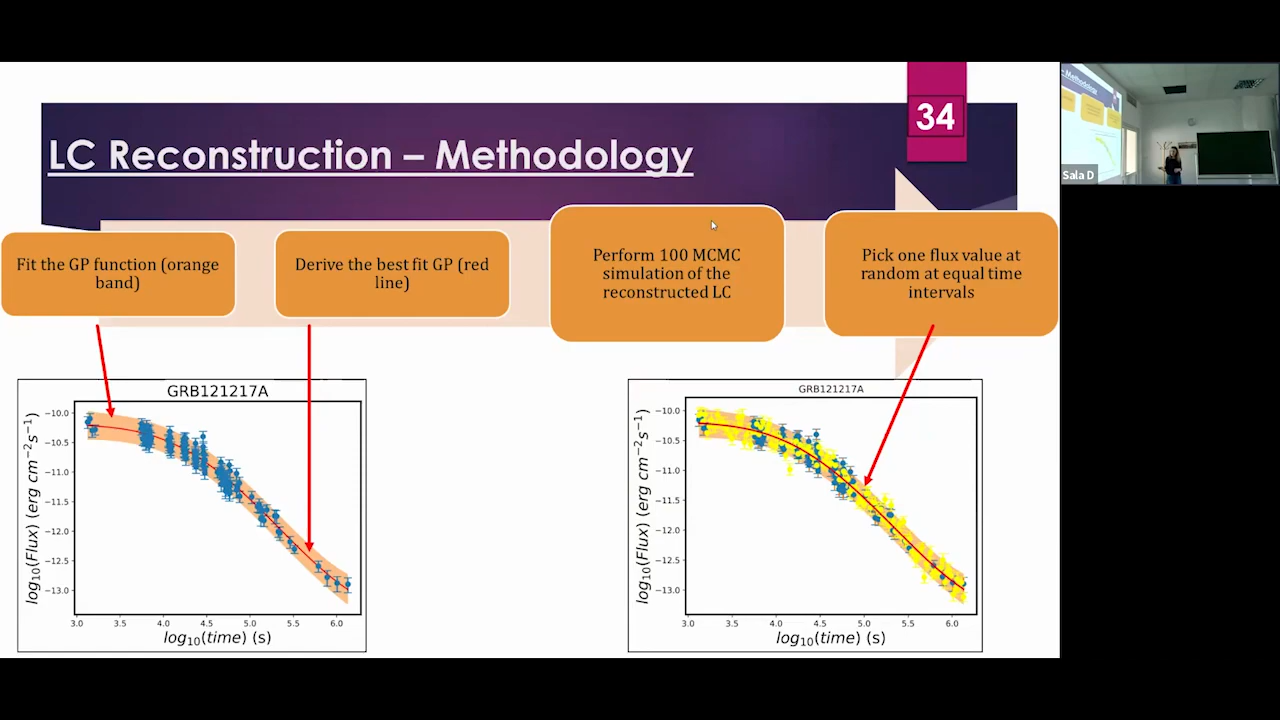 34
LC Reconstruction – Methodology
Fit the GP function (orange
band)
Derive the best fit GP (red
line)
Perform 100 MCMC
simulation of the
reconstructed LC
Pick one flux value at
random at equal time
intervals
GRB121217A
−10.0
−10.5
−11.0
−11.5
−12.0
−12.5
−13.0
log₁₀(Flux) (erg cm⁻²s⁻¹)
3.0 3.5 4.0 4.5 5.0 5.5 6.0
log₁₀(time) (s)
GRB121217A
−10.0
−10.5
−11.0
−11.5
−12.0
−12.5
−13.0
log₁₀(Flux) (erg cm⁻²s⁻¹)
3.0 3.5 4.0 4.5 5.0 5.5 6.0
log₁₀(time) (s)
Methodology
Sala D